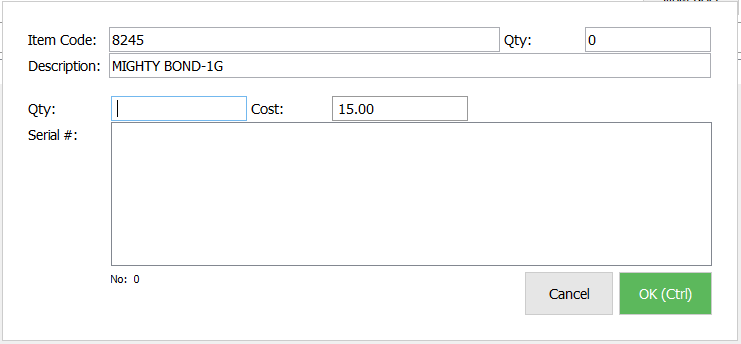 Item Code: 8245 Qty: 0
Description: MIGHTY BOND-1G
Qty: Cost: 15.00
Serial #:
No: 0
Cancel OK (Ctrl)